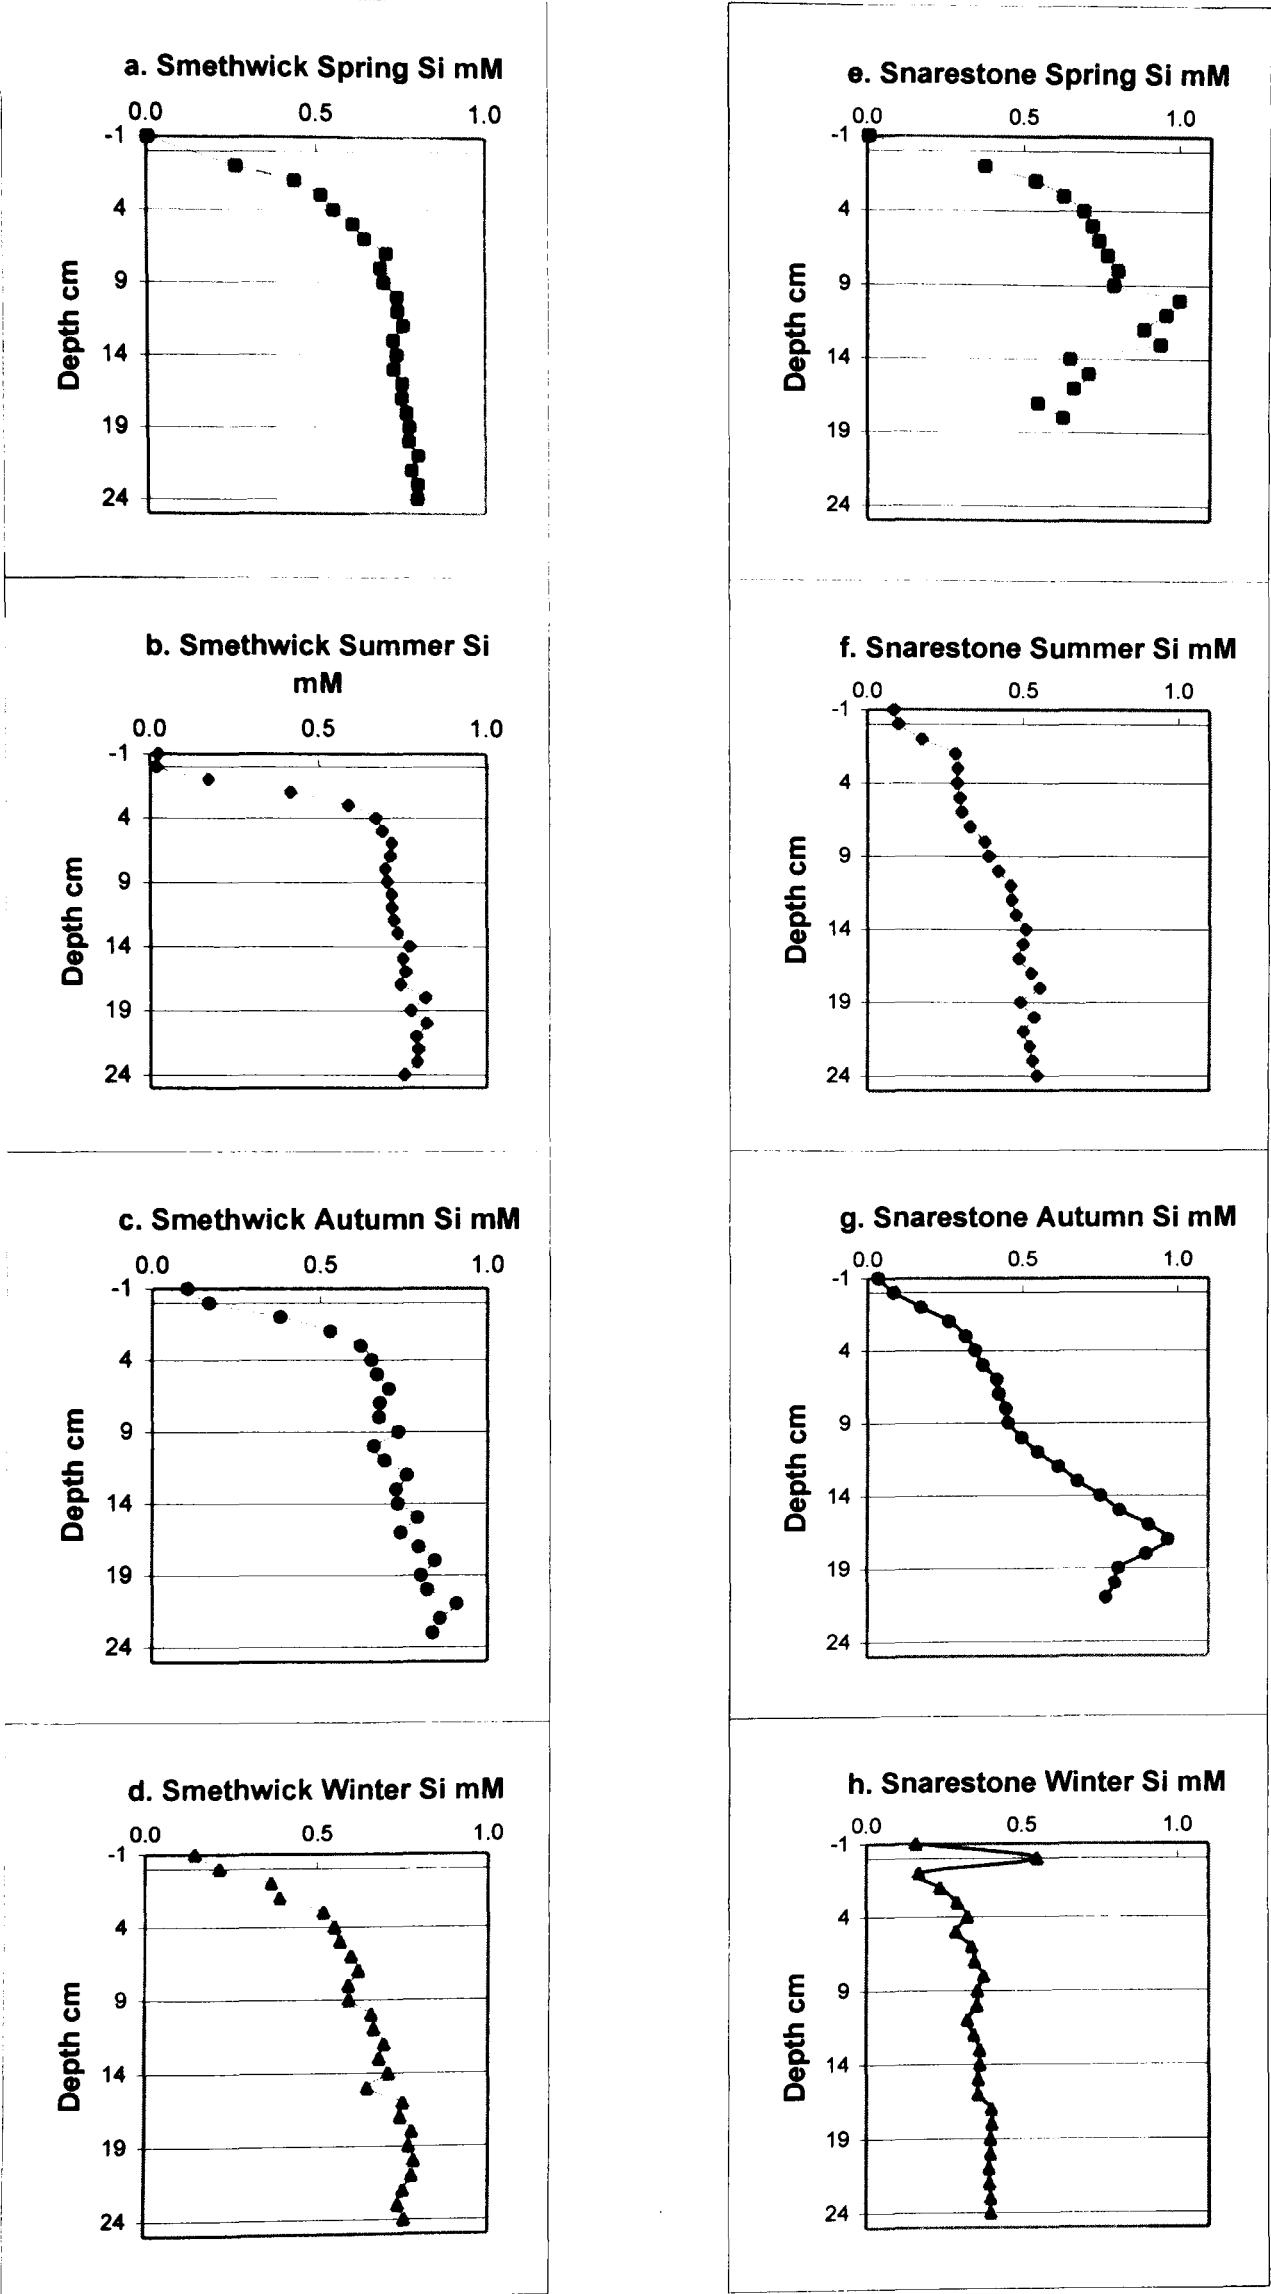 a. Smethwick Spring Si mM
0.0 0.5 1.0
-1
4
9
14
19
24
Depth cm
b. Smethwick Summer Si
mM
0.0 0.5 1.0
-1
4
9
14
19
24
Depth cm
c. Smethwick Autumn Si mM
0.0 0.5 1.0
-1
4
9
14
19
24
Depth cm
d. Smethwick Winter Si mM
0.0 0.5 1.0
-1
4
9
14
19
24
Depth cm
e. Snarestone Spring Si mM
0.0 0.5 1.0
-1
4
9
14
19
24
Depth cm
f. Snarestone Summer Si mM
0.0 0.5 1.0
-1
4
9
14
19
24
Depth cm
g. Snarestone Autumn Si mM
0.0 0.5 1.0
-1
4
9
14
19
24
Depth cm
h. Snarestone Winter Si mM
0.0 0.5 1.0
-1
4
9
14
19
24
Depth cm